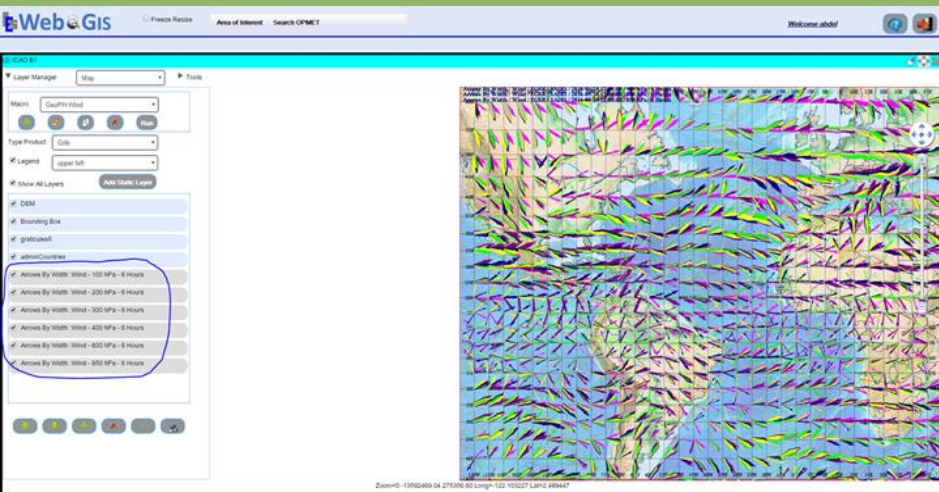 Web GIS
Freeze Resize
Area of Interest
Search OPMET
Welcome abdel
(2) ICAO B1
Layer Manager
Map
Tools
Macro
GeoPH Wind
Run
Type Product
Grib
Legend
upper left
Show All Layers
Add Static Layer
DEM
Bounding Box
graticules5
adminCountries
Arrows By Width :Wind - 100 hPa - 6 Hours
Arrows By Width :Wind - 200 hPa - 6 Hours
Arrows By Width :Wind - 300 hPa - 6 Hours
Arrows By Width :Wind - 400 hPa - 6 Hours
Arrows By Width :Wind - 600 hPa - 6 Hours
Arrows By Width :Wind - 850 hPa - 6 Hours